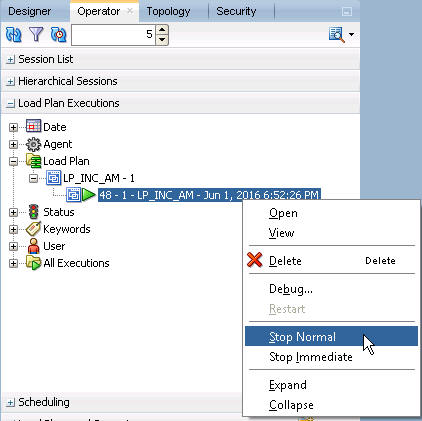 Designer Operator Topology Security
5
Session List
Hierarchical Sessions
Load Plan Executions
Date
Agent
Load Plan
LP_INC_AM - 1
48 - 1 - LP_INC_AM - Jun 1, 2016 6:52:26 PM
Status
Keywords
User
All Executions
Open
View
Delete Delete
Debug...
Restart
Stop Normal
Stop Immediate
Expand
Collapse
Scheduling